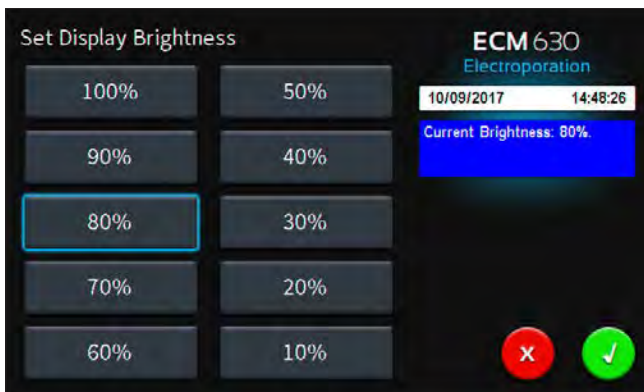 Set Display Brightness
100%
50%
90%
40%
80%
30%
70%
20%
60%
10%
ECM 630
Electroporation
10/09/2017 14:48:26
Current Brightness: 80%.